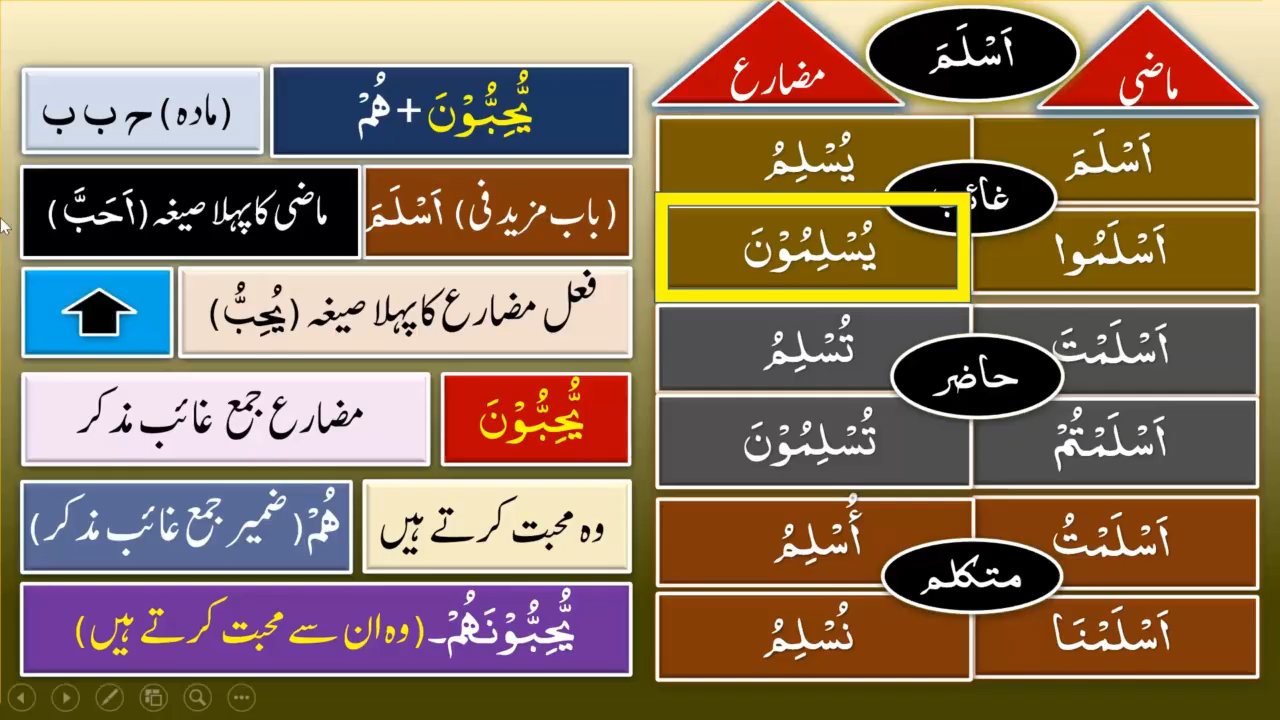 ماضی اَسْلَمَ مضارع
اَسْلَمَ يُسْلِمُ
غائب
اَسْلَمُوا يُسْلِمُوْنَ
اَسْلَمْتَ تُسْلِمُ
حاضر
اَسْلَمْتُمْ تُسْلِمُوْنَ
اَسْلَمْتُ أُسْلِمُ
متکلم
اَسْلَمْنَا نُسْلِمُ
يُّحِبُّوْنَ + هُمْ
(مادہ) ح ب ب
(باب مزید فی) اَسْلَمَ
ماضی کا پہلا صیغہ (اَحَبَّ)
فعل مضارع کا پہلا صیغہ (يُحِبُّ)
يُّحِبُّوْنَ
مضارع جمع غائب مذکر
وہ محبت کرتے ہیں
هُمْ (ضمیر جمع غائب مذکر)
يُّحِبُّوْنَهُمْ۔ (وہ ان سے محبت کرتے ہیں)